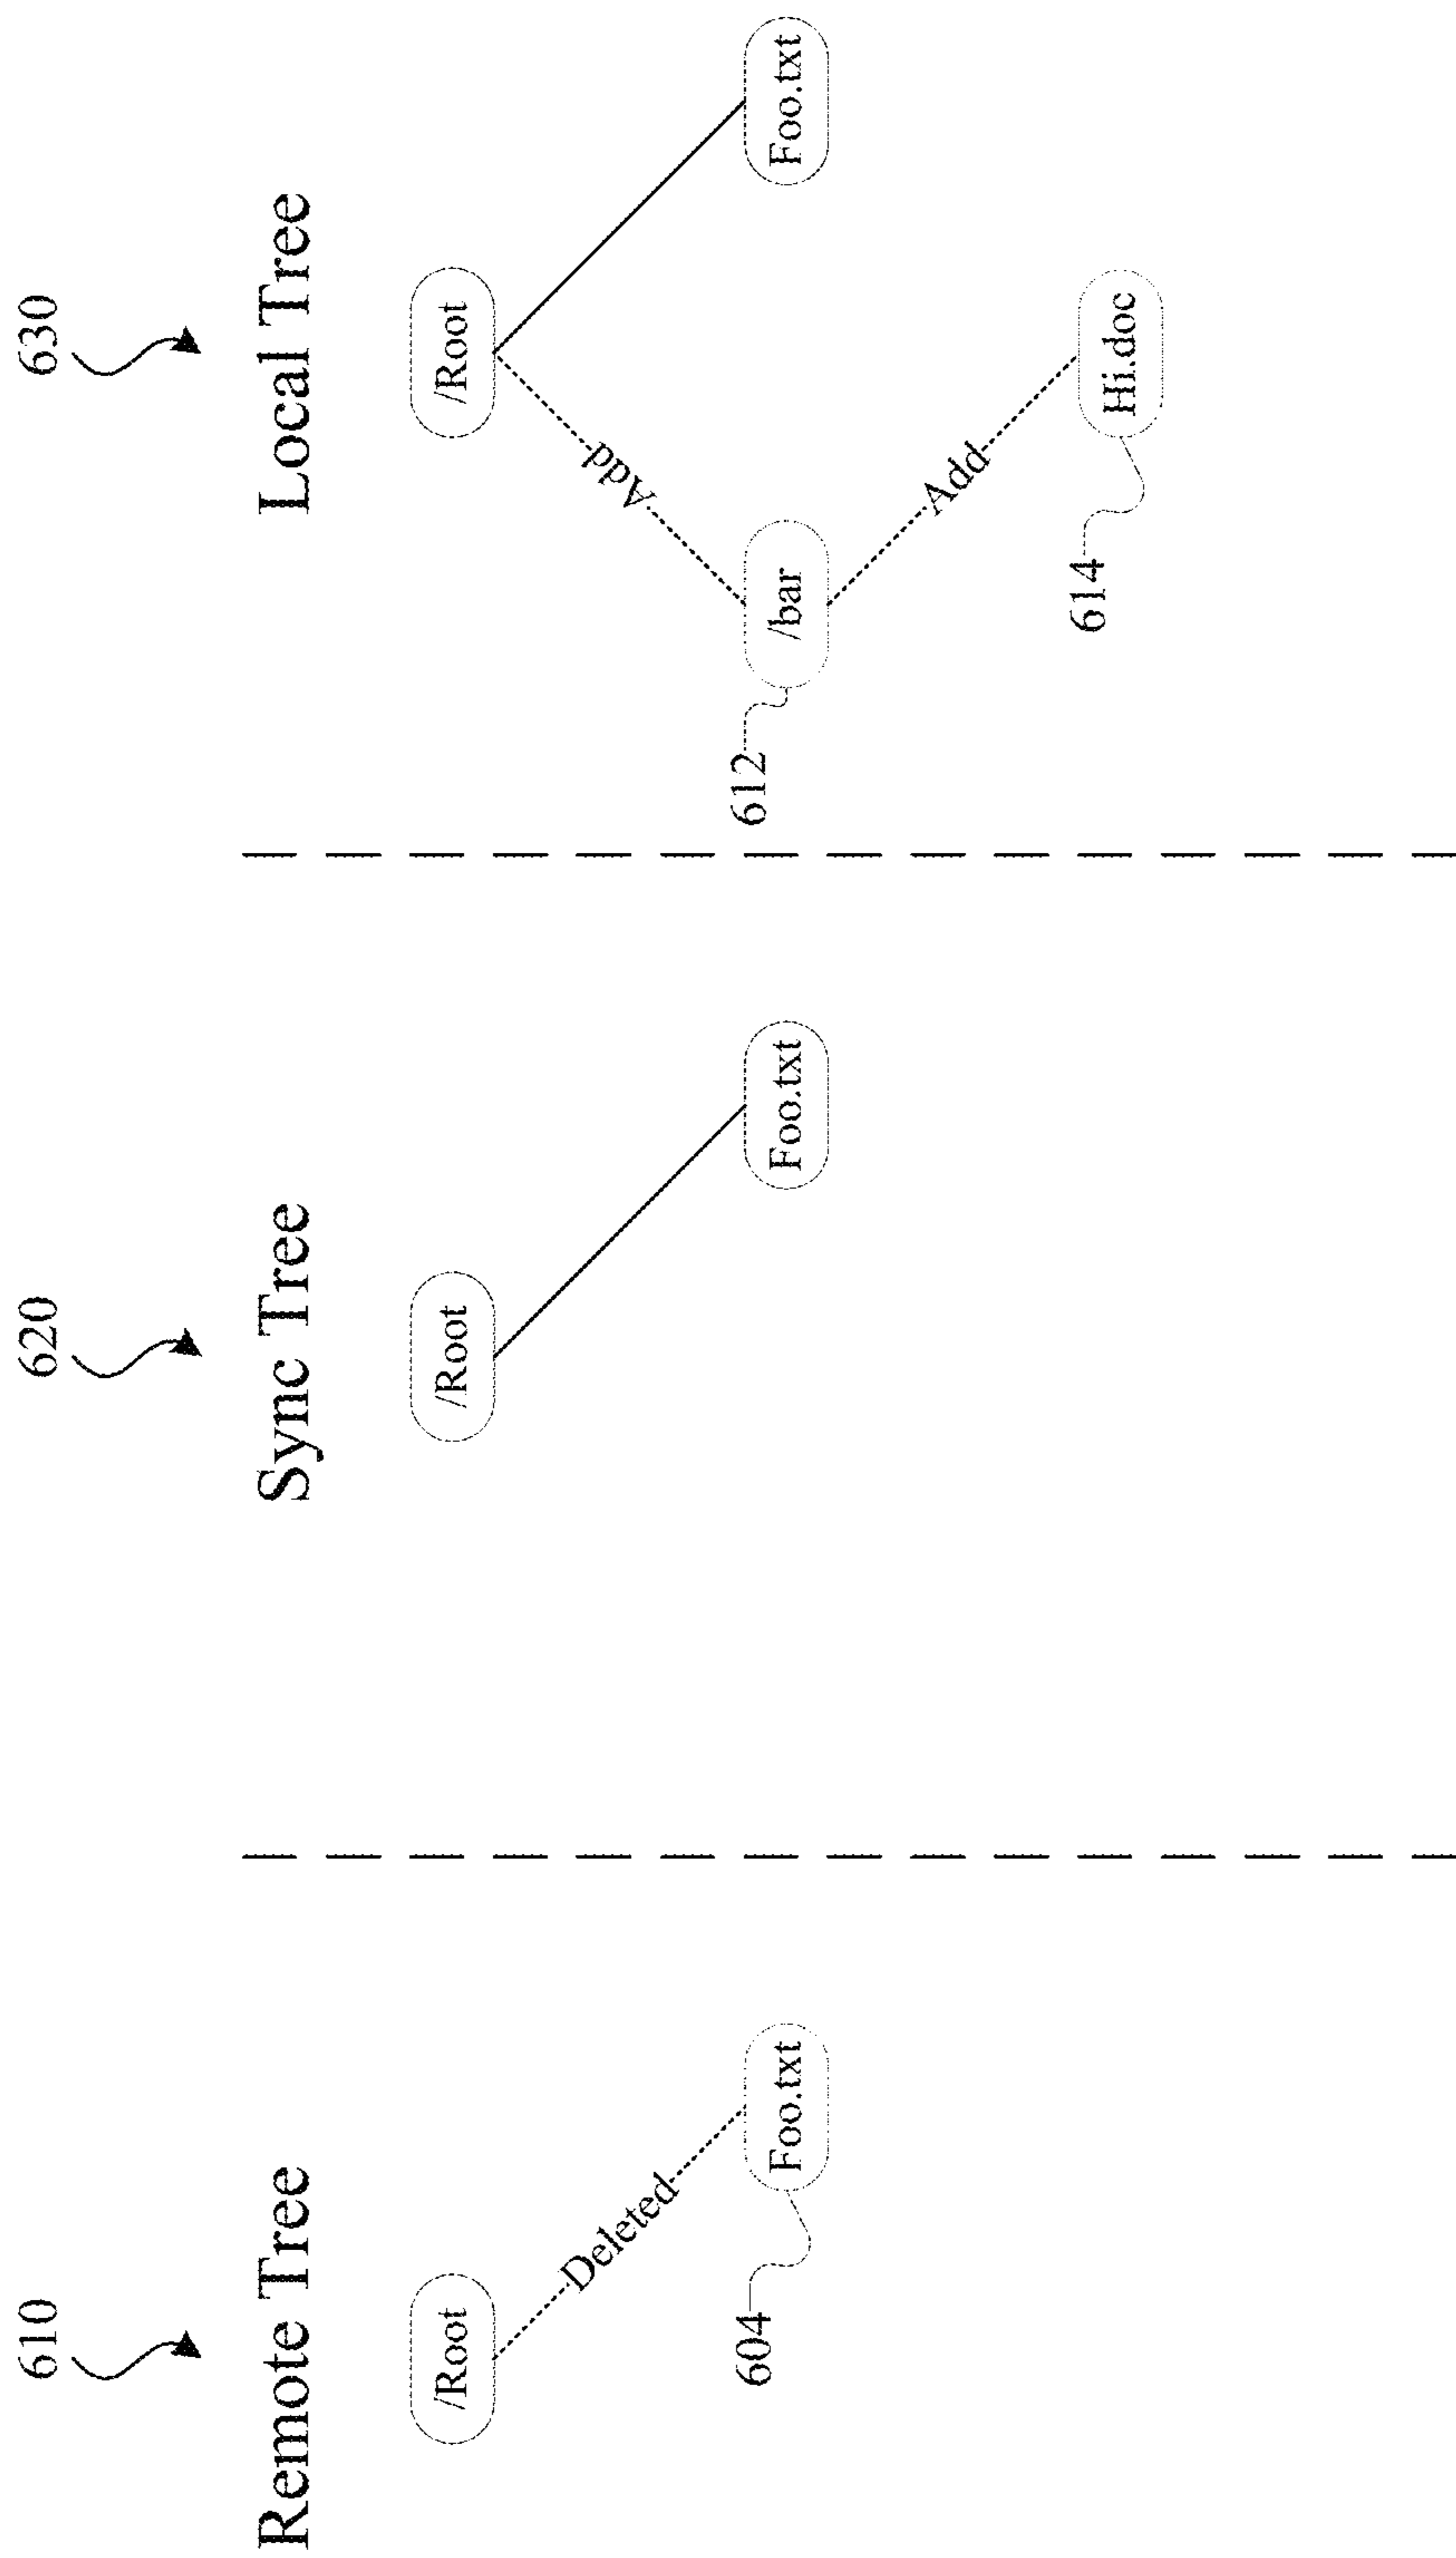 610
620
630
Remote Tree
Sync Tree
Local Tree
/Root
/Root
/Root
Deleted
Add
604
Foo.txt
Foo.txt
612
/bar
Foo.txt
Add
614
Hi.doc